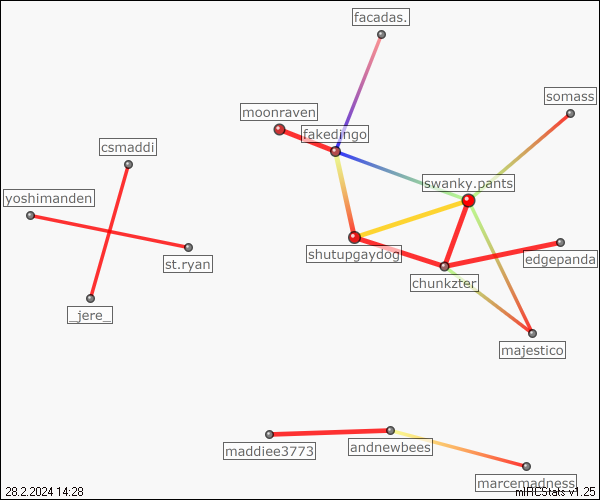 facadas.
somass
moonraven
fakedingo
csmaddi
swanky.pants
yoshimanden
shutupgaydog
edgepanda
st.ryan
chunkzter
_jere_
majestico
andnewbees
maddiee3773
marcemadness
28.2.2024 14:28
mIRCStats v1.25